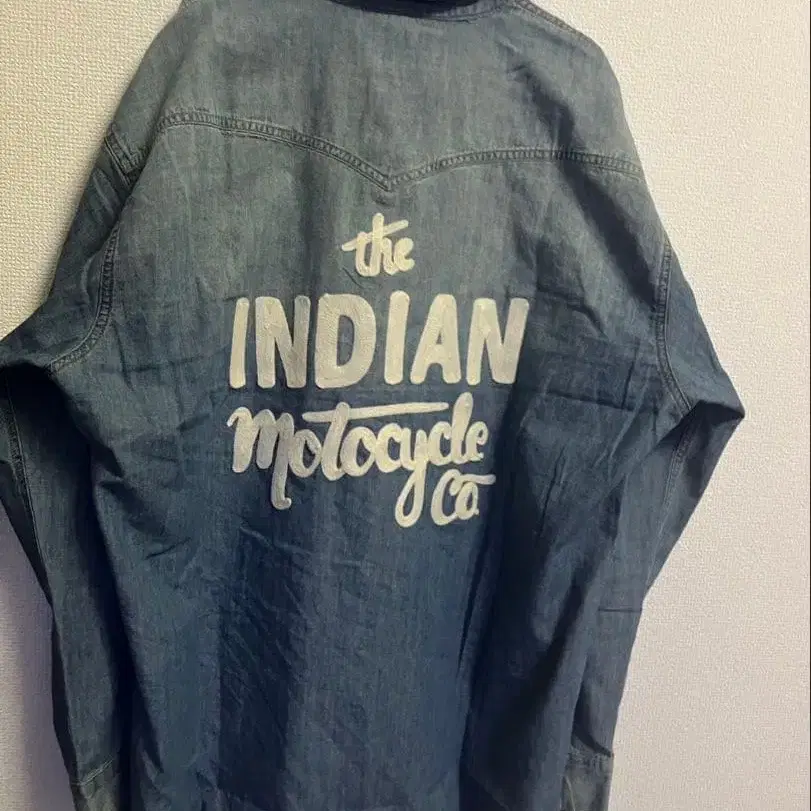 the
INDIAN
Motocycle
Co.